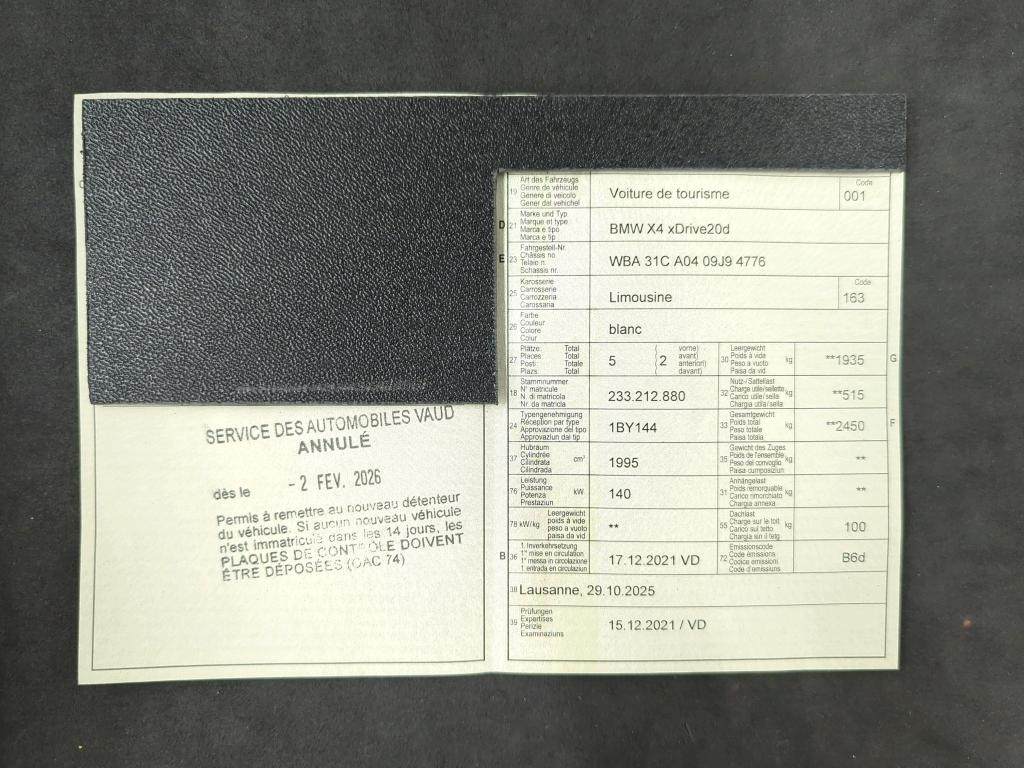 SERVICE DES AUTOMOBILES VAUD
ANNULÉ
dès le - 2 FEV. 2026
Permis à remettre au nouveau détenteur
du véhicule. Si aucun nouveau véhicule
n'est immatriculé dans les 14 jours, les
PLAQUES DE CONTRÔLE DOIVENT
ÊTRE DÉPOSÉES (OAC 74)
19 Art des Fahrzeugs
Genre de véhicule
Genere di veicolo
Gener dal vehichel
Voiture de tourisme
Code
001
D 21 Marke und Typ
Marque et type
Marca e tipo
Marca e tip
BMW X4 xDrive20d
E 23 Fahrgestell-Nr.
Châssis no.
Telaio n.
Schassis nr.
WBA 31C A04 09J9 4776
25 Karosserie
Carrosserie
Carrozzeria
Carossaria
Limousine
Code
163
26 Farbe
Couleur
Colore
Colur
blanc
27 Plätze: Total
Places: Total
Posti: Totale
Plazs: Total
5
( vorne)
( avant)
( anteriori)
( davant)
2
30 Leergewicht
Poids à vide
Peso a vuoto
Paisa da vid
kg
**1935
G
18 Stammnummer
N° matricule
N. di matricola
Nr. da matricla
233.212.880
32 Nutz-/ Sattellast
Charge utile/sellette
Carico utile/sella
Chargia utila/sella
kg
**515
24 Typengenehmigung
Réception par type
Approvazione del tipo
Approvaziun dal tip
1BY144
33 Gesamtgewicht
Poids total
Peso totale
Paisa totala
kg
**2450
F
37 Hubraum
Cylindrée
Cilindrata
Cilindrada
cm³
1995
35 Gewicht des Zuges
Poids de l'ensemble
Peso del convoglio
Paisa cumposiziun
kg
**
76 Leistung
Puissance
Potenza
Prestaziun
kW
140
31 Anhängelast
Poids remorquable
Carico rimorchiato
Chargia annexa
kg
**
78 kW/kg
Leergewicht
poids à vide
peso a vuoto
paisa da vid
**
55 Dachlast
Charge sur le toit
Carico sul tetto
Chargia sin il tetg
kg
100
B 36 1. Inverkehrsetzung
1re mise en circulation
1a messa in circolazione
1. entrada en circulaziun
17.12.2021 VD
72 Emissionscode
Code émissions
Codice emissioni
Code d'emissiuns
B6d
38 Lausanne, 29.10.2025
39 Prüfungen
Expertises
Perizie
Examinaziuns
15.12.2021 / VD